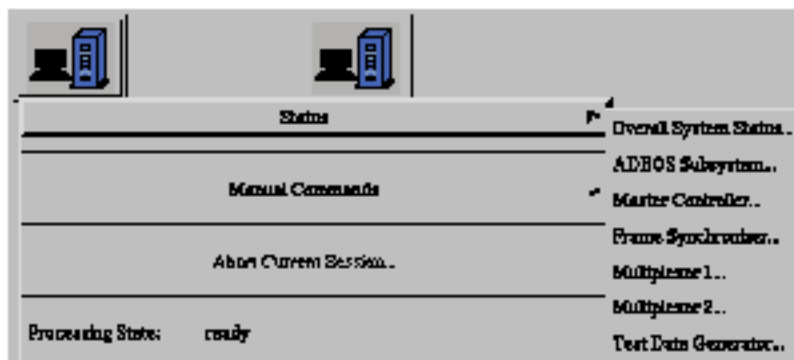 Status
Manual Commands
Abort Current Session...
Processing State: ready
Overall System Status...
ADEOS Subsystem...
Master Controller...
Frame Synchronizer...
Multiplexer 1...
Multiplexer 2...
Test Data Generator...